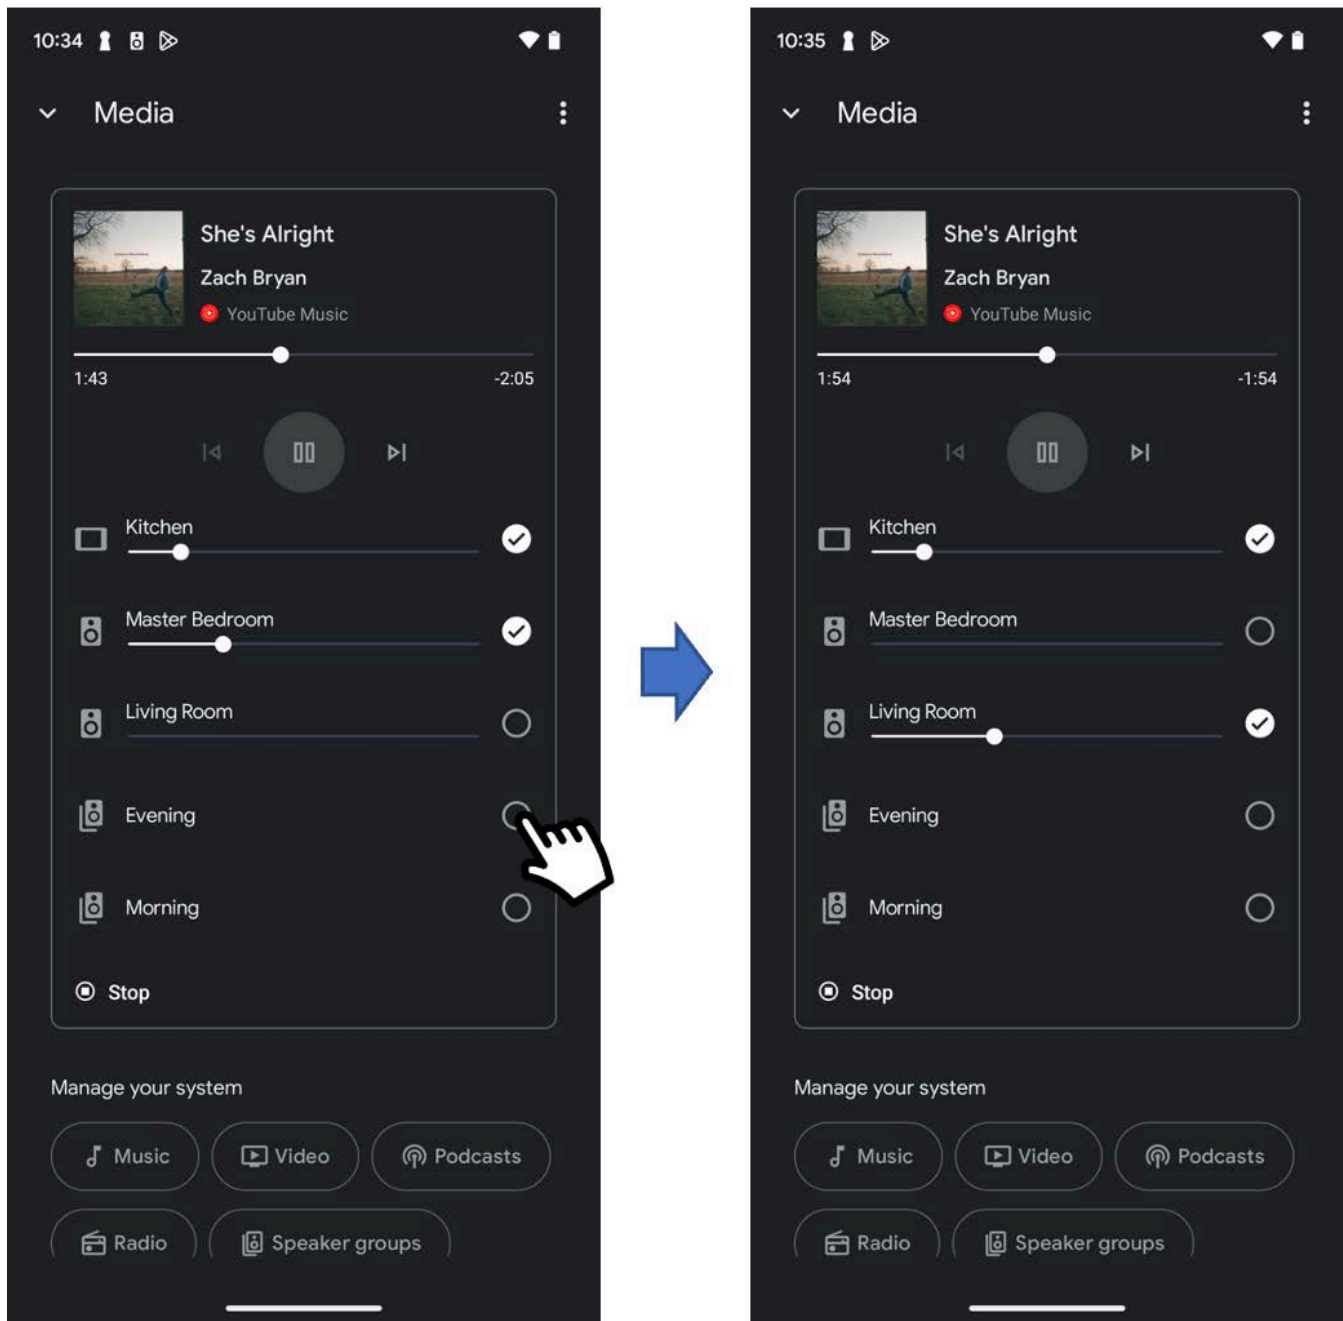 10:34
Media
She's Alright
Zach Bryan
YouTube Music
1:43 -2:05
Kitchen
Master Bedroom
Living Room
Evening
Morning
Stop
Manage your system
Music Video Podcasts
Radio Speaker groups
10:35
Media
She's Alright
Zach Bryan
YouTube Music
1:54 -1:54
Kitchen
Master Bedroom
Living Room
Evening
Morning
Stop
Manage your system
Music Video Podcasts
Radio Speaker groups